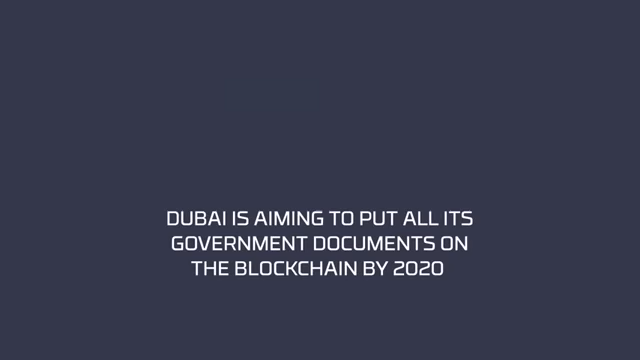 DUBAI IS AIMING TO PUT ALL ITS
GOVERNMENT DOCUMENTS ON
THE BLOCKCHAIN BY 2020